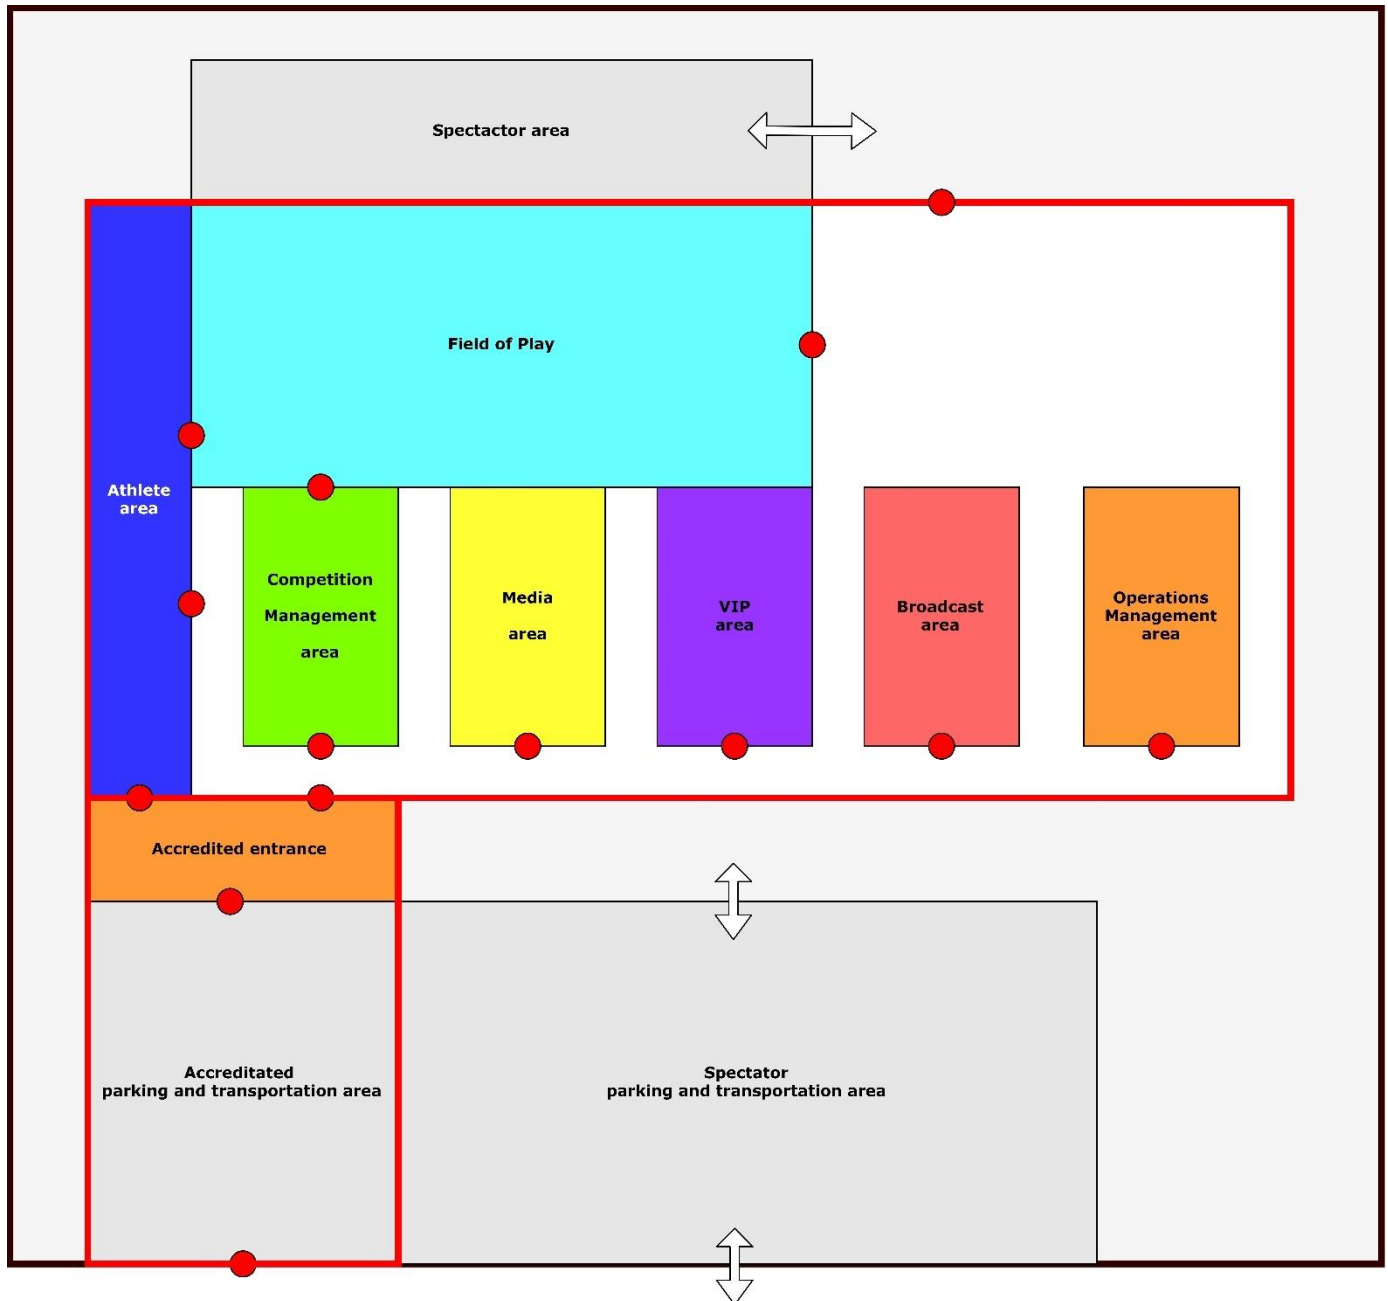 Spectactor area
Field of Play
Athlete
area
Competition
Management
area
Media
area
VIP
area
Broadcast
area
Operations
Management
area
Accredited entrance
Accreditated
parking and transportation area
Spectator
parking and transportation area